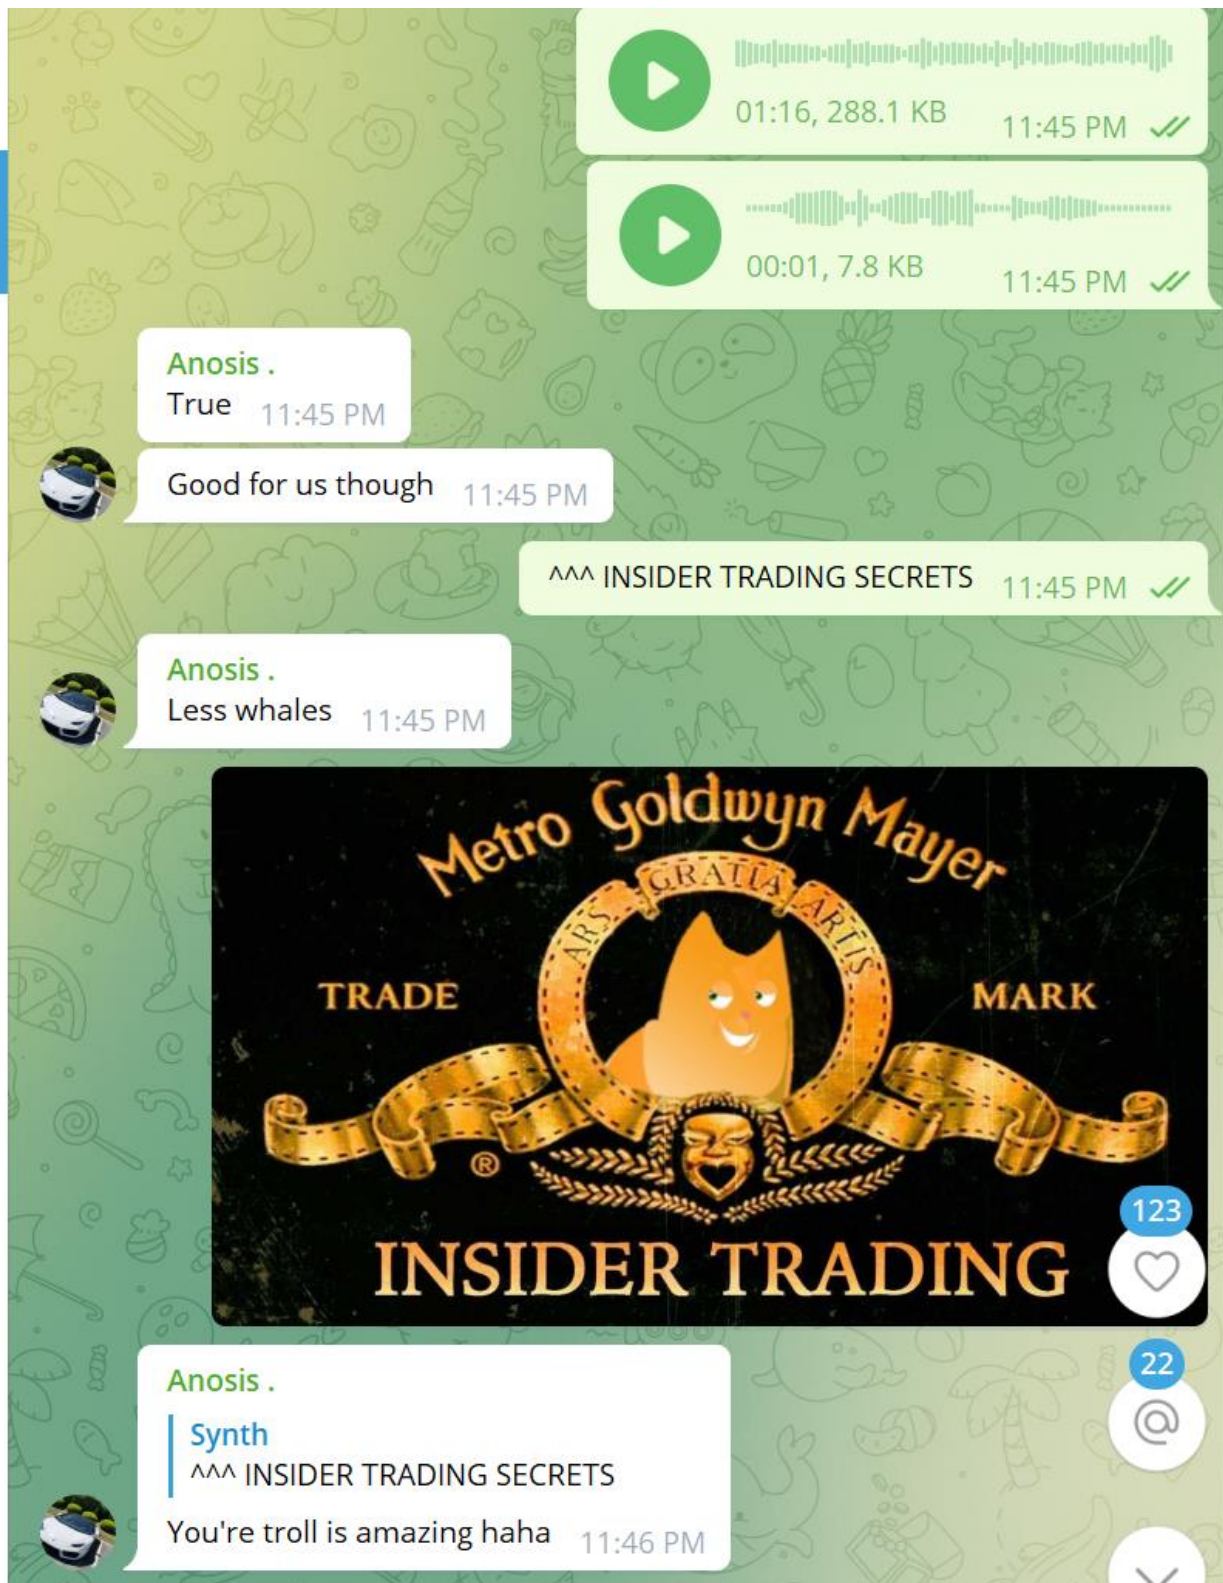 01:16, 288.1 KB
11:45 PM
00:01, 7.8 KB
11:45 PM
Anosis .
True 11:45 PM
Good for us though 11:45 PM
^^^ INSIDER TRADING SECRETS 11:45 PM
Anosis .
Less whales 11:45 PM
Metro Goldwyn Mayer
ARS GRATIA ARTIS
TRADE MARK
®
123
INSIDER TRADING
22
@
Anosis .
Synth
^^^ INSIDER TRADING SECRETS
You're troll is amazing haha 11:46 PM